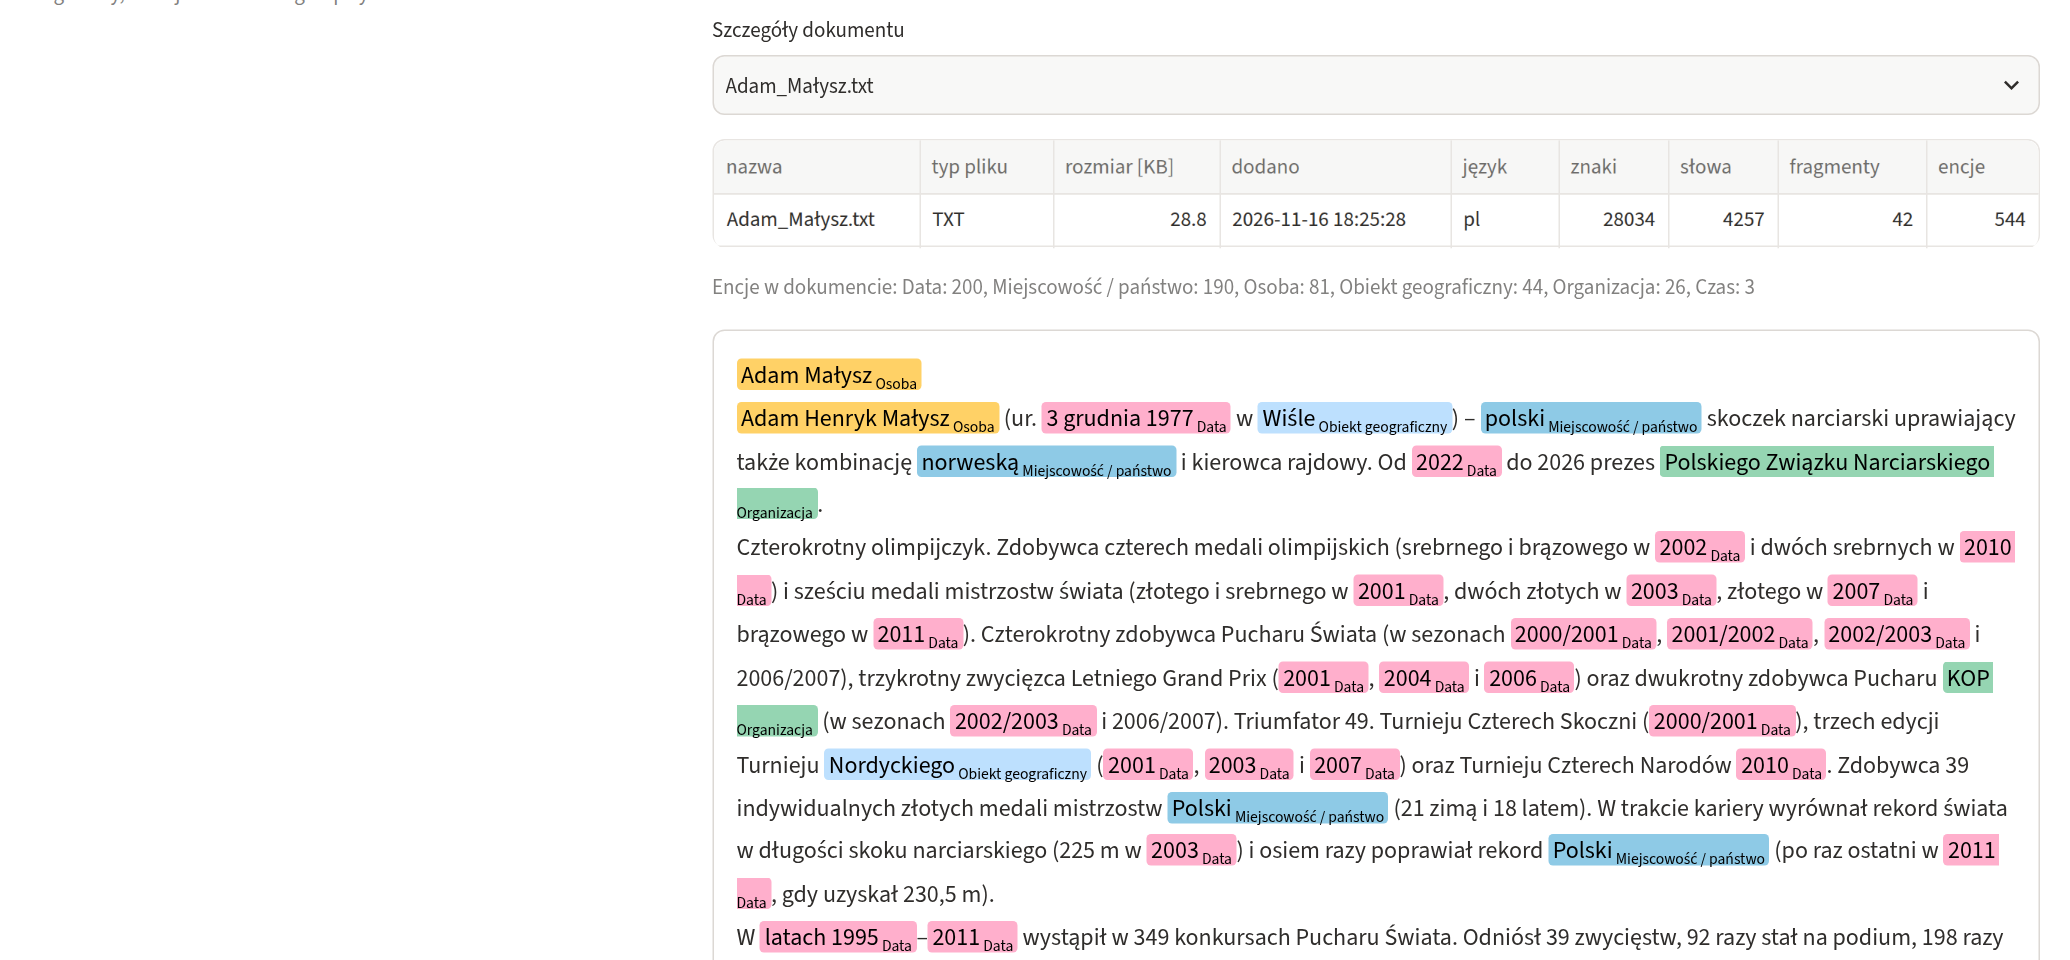 Szczegóły dokumentu
Adam_Małysz.txt
nazwa typ pliku rozmiar [KB] dodano język znaki słowa fragmenty encje
Adam_Małysz.txt TXT 28.8 2026-11-16 18:25:28 pl 28034 4257 42 544
Encje w dokumencie: Data: 200, Miejscowość / państwo: 190, Osoba: 81, Obiekt geograficzny: 44, Organizacja: 26, Czas: 3
Adam Małysz Osoba
Adam Henryk Małysz Osoba (ur. 3 grudnia 1977 Data w Wiśle Obiekt geograficzny) – polski Miejscowość / państwo skoczek narciarski uprawiający
także kombinację norweską Miejscowość / państwo i kierowca rajdowy. Od 2022 Data do 2026 prezes Polskiego Związku Narciarskiego
Organizacja.
Czterokrotny olimpijczyk. Zdobywca czterech medali olimpijskich (srebrnego i brązowego w 2002 Data i dwóch srebrnych w 2010
Data) i sześciu medali mistrzostw świata (złotego i srebrnego w 2001 Data, dwóch złotych w 2003 Data, złotego w 2007 Data i
brązowego w 2011 Data). Czterokrotny zdobywca Pucharu Świata (w sezonach 2000/2001 Data, 2001/2002 Data, 2002/2003 Data i
2006/2007), trzykrotny zwycięzca Letniego Grand Prix (2001 Data, 2004 Data i 2006 Data) oraz dwukrotny zdobywca Pucharu KOP
Organizacja (w sezonach 2002/2003 Data i 2006/2007). Triumfator 49. Turnieju Czterech Skoczni (2000/2001 Data), trzech edycji
Turnieju Nordyckiego Obiekt geograficzny (2001 Data, 2003 Data i 2007 Data) oraz Turnieju Czterech Narodów 2010 Data. Zdobywca 39
indywidualnych złotych medali mistrzostw Polski Miejscowość / państwo (21 zimą i 18 latem). W trakcie kariery wyrównał rekord świata
w długości skoku narciarskiego (225 m w 2003 Data) i osiem razy poprawiał rekord Polski Miejscowość / państwo (po raz ostatni w 2011
Data, gdy uzyskał 230,5 m).
W latach 1995 Data–2011 Data wystąpił w 349 konkursach Pucharu Świata. Odniósł 39 zwycięstw, 92 razy stał na podium, 198 razy